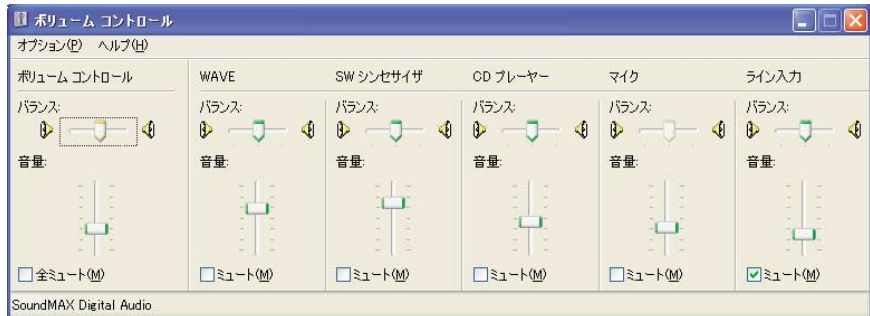 ボリューム コントロール
オプション(P) ヘルプ(H)
ボリューム コントロール WAVE SW シンセサイザ CD プレーヤー マイク ライン入力
バランス: バランス: バランス: バランス: バランス: バランス:
音量: 音量: 音量: 音量: 音量: 音量:
全ミュート(M) ミュート(M) ミュート(M) ミュート(M) ミュート(M) ミュート(M)
SoundMAX Digital Audio